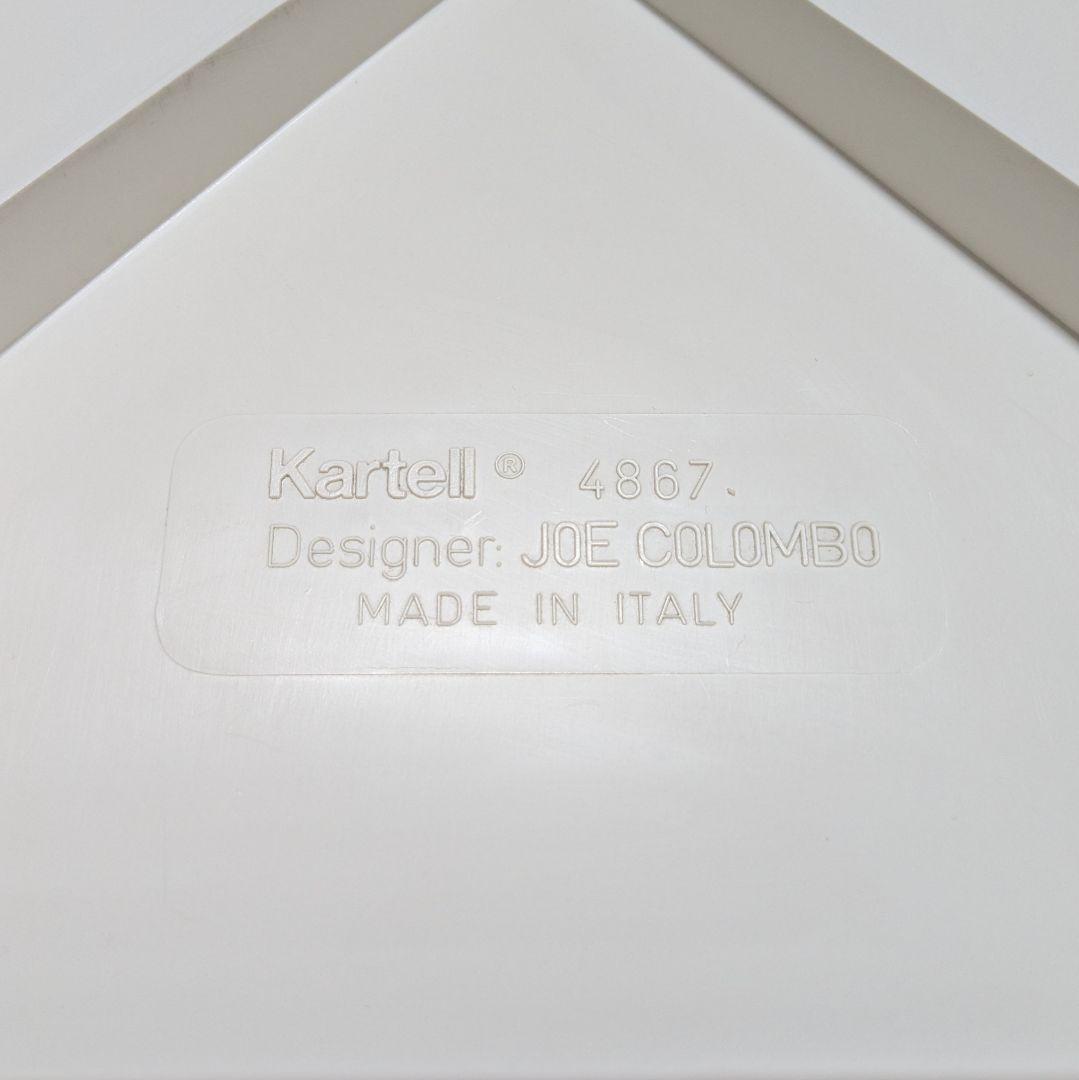 Kartell® 4867.
Designer: JOE COLOMBO
MADE IN ITALY